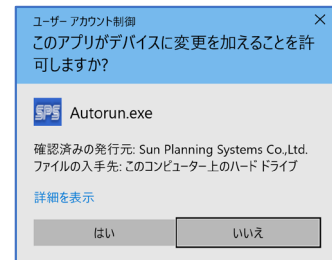 ユーザー アカウント制御
このアプリがデバイスに変更を加えることを許
可しますか?
SPS Autorun.exe
確認済みの発行元: Sun Planning Systems Co.,Ltd.
ファイルの入手先: このコンピューター上のハード ドライブ
詳細を表示
はい いいえ